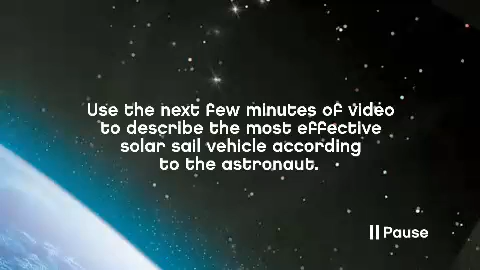 Use the next few minutes of video
to describe the most effective
solar sail vehicle according
to the astronaut.
Pause